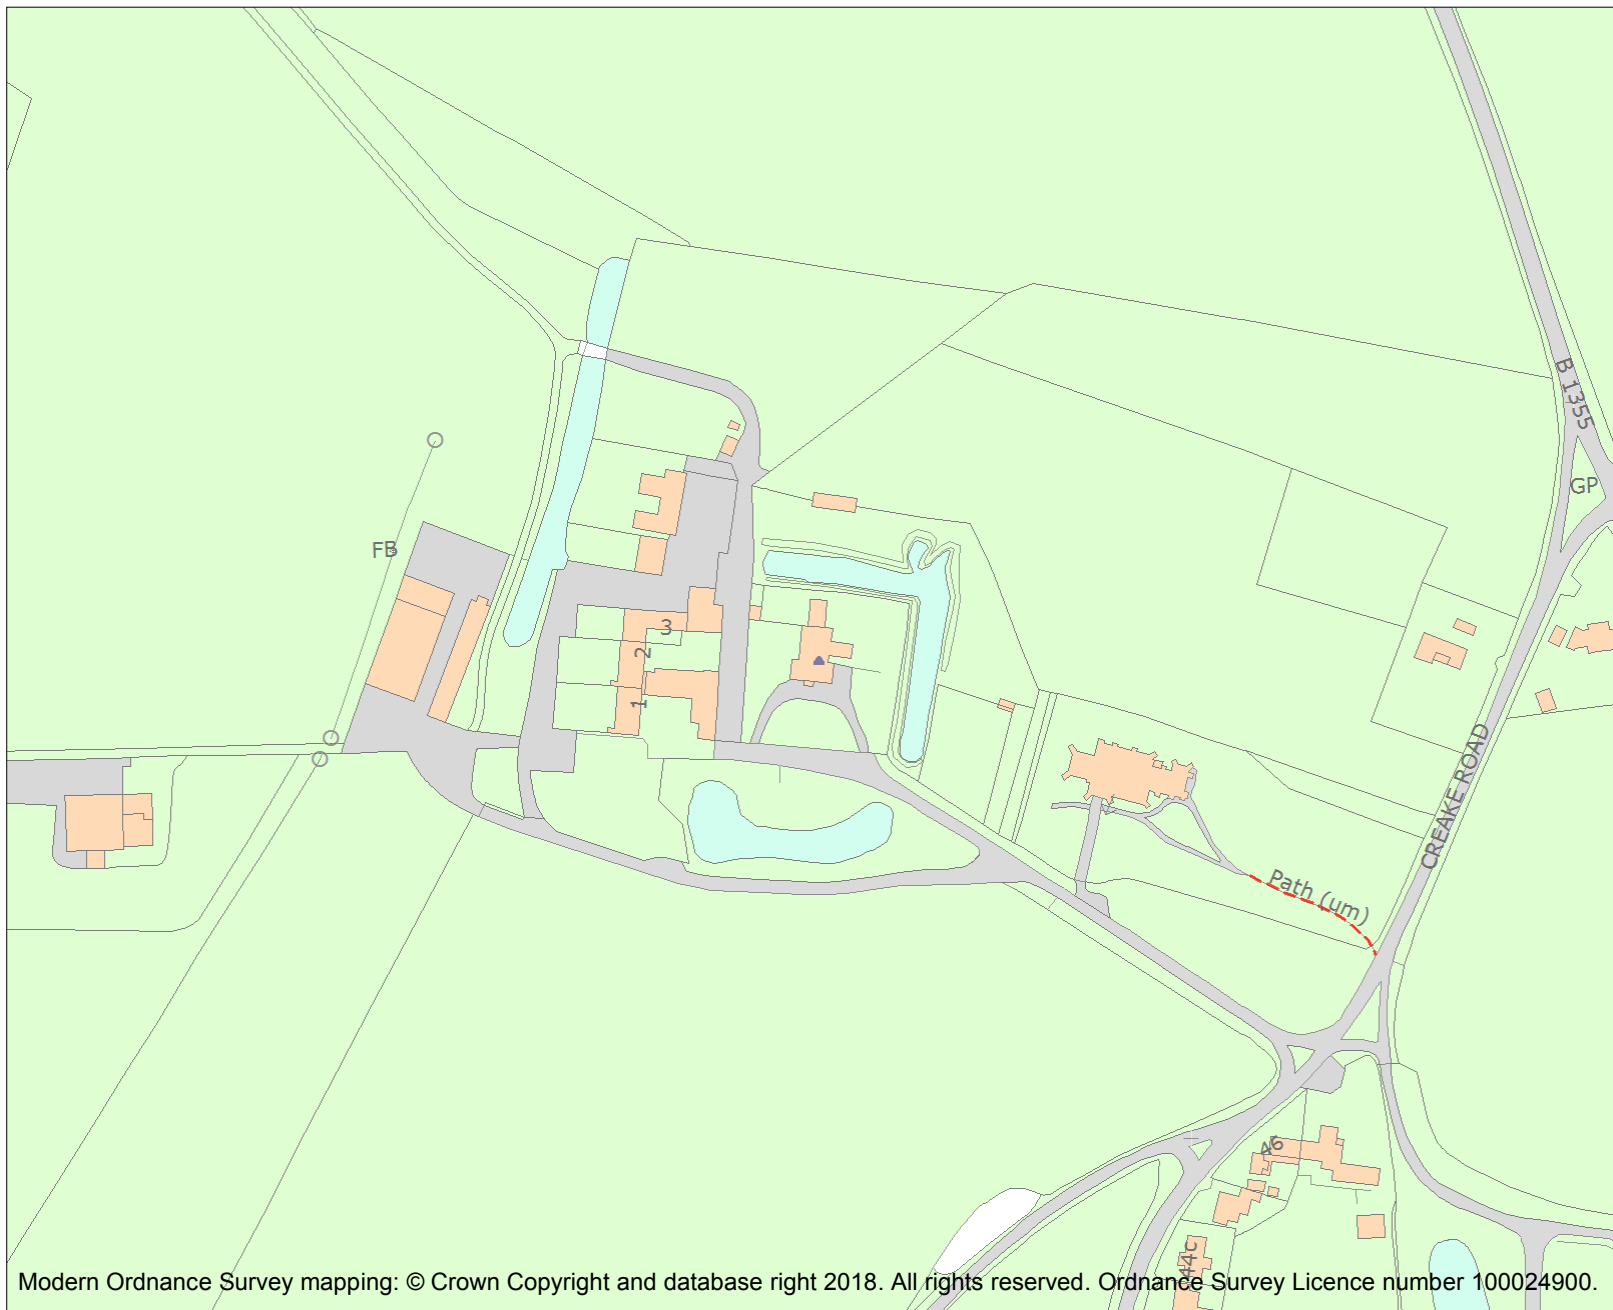 B 1355
GP
FB
3
2
1
CREAKE ROAD
Path (um)
46
44c
Modern Ordnance Survey mapping: © Crown Copyright and database right 2018. All rights reserved. Ordnance Survey Licence number 100024900.